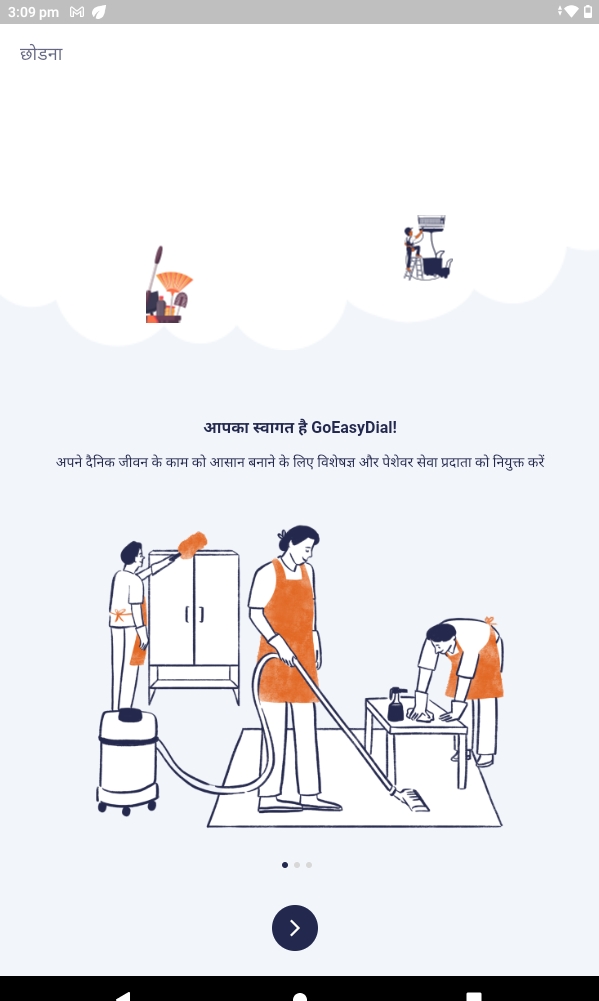 3:09 pm
छोडना
आपका स्वागत है GoEasyDial!
अपने दैनिक जीवन के काम को आसान बनाने के लिए विशेषज्ञ और पेशेवर सेवा प्रदाता को नियुक्त करें